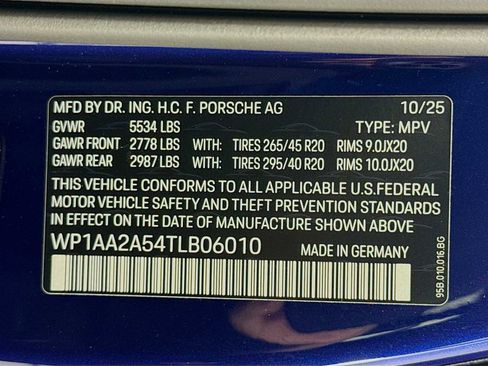 MFD BY DR. ING. H.C. F. PORSCHE AG 10/25
GVWR 5534 LBS TYPE: MPV
GAWR FRONT 2778 LBS WITH: TIRES 265/45 R20 RIMS 9.0JX20
GAWR REAR 2987 LBS WITH: TIRES 295/40 R20 RIMS 10.0JX20
THIS VEHICLE CONFORMS TO ALL APPLICABLE U.S.FEDERAL
MOTOR VEHICLE SAFETY AND THEFT PREVENTION STANDARDS
IN EFFECT ON THE DATE OF MANUFACTURE SHOWN ABOVE.
WP1AA2A54TLB06010 MADE IN GERMANY
95B.010.016.BG